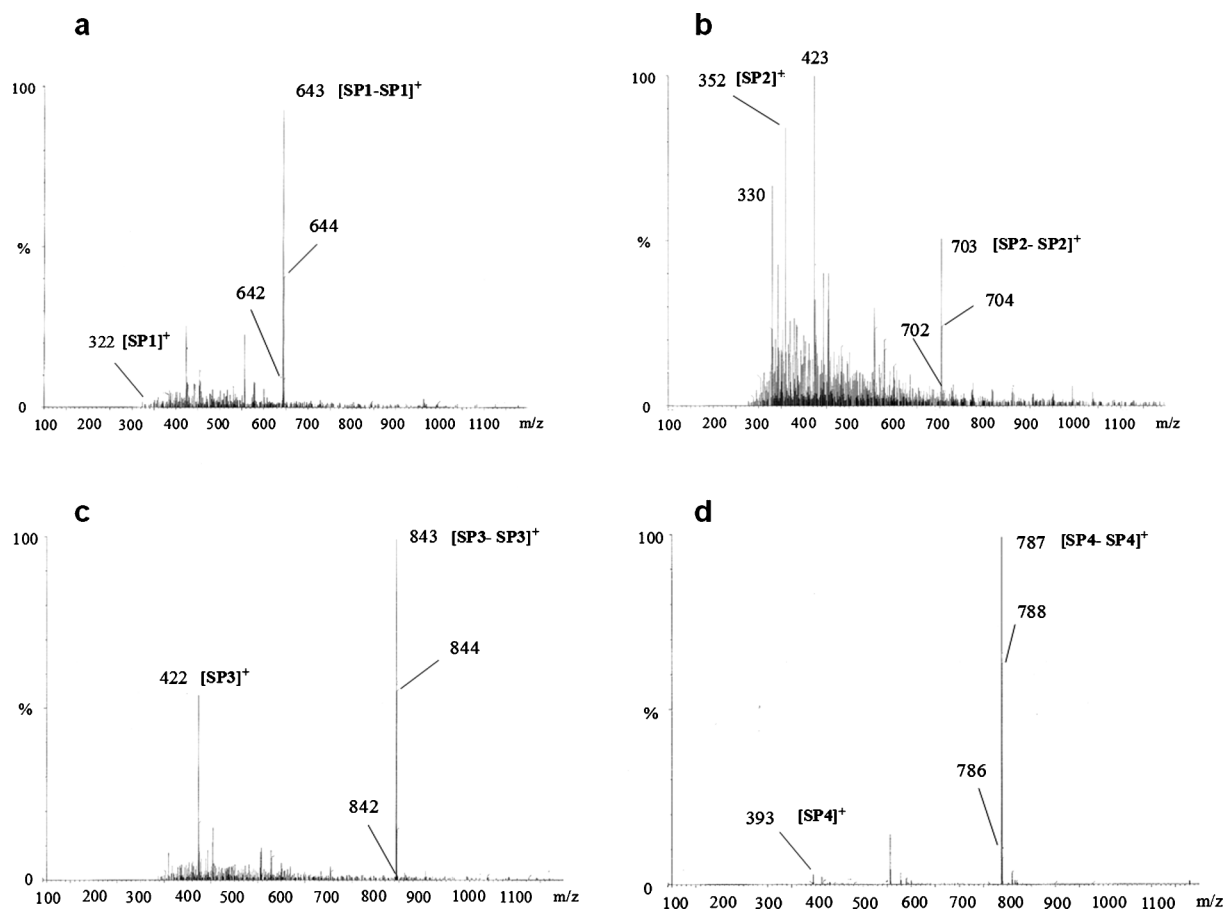 a
100
643 [SP1-SP1]+
644
%
642
322 [SP1]+
0
100 200 300 400 500 600 700 800 900 1000 1100 m/z
b
100
423
352 [SP2]+
330
%
703 [SP2- SP2]+
704
702
0
100 200 300 400 500 600 700 800 900 1000 1100 m/z
c
100
843 [SP3- SP3]+
422 [SP3]+
844
%
842
0
100 200 300 400 500 600 700 800 900 1000 1100 m/z
d
100
787 [SP4- SP4]+
788
%
786
393 [SP4]+
0
100 200 300 400 500 600 700 800 900 1000 1100 m/z